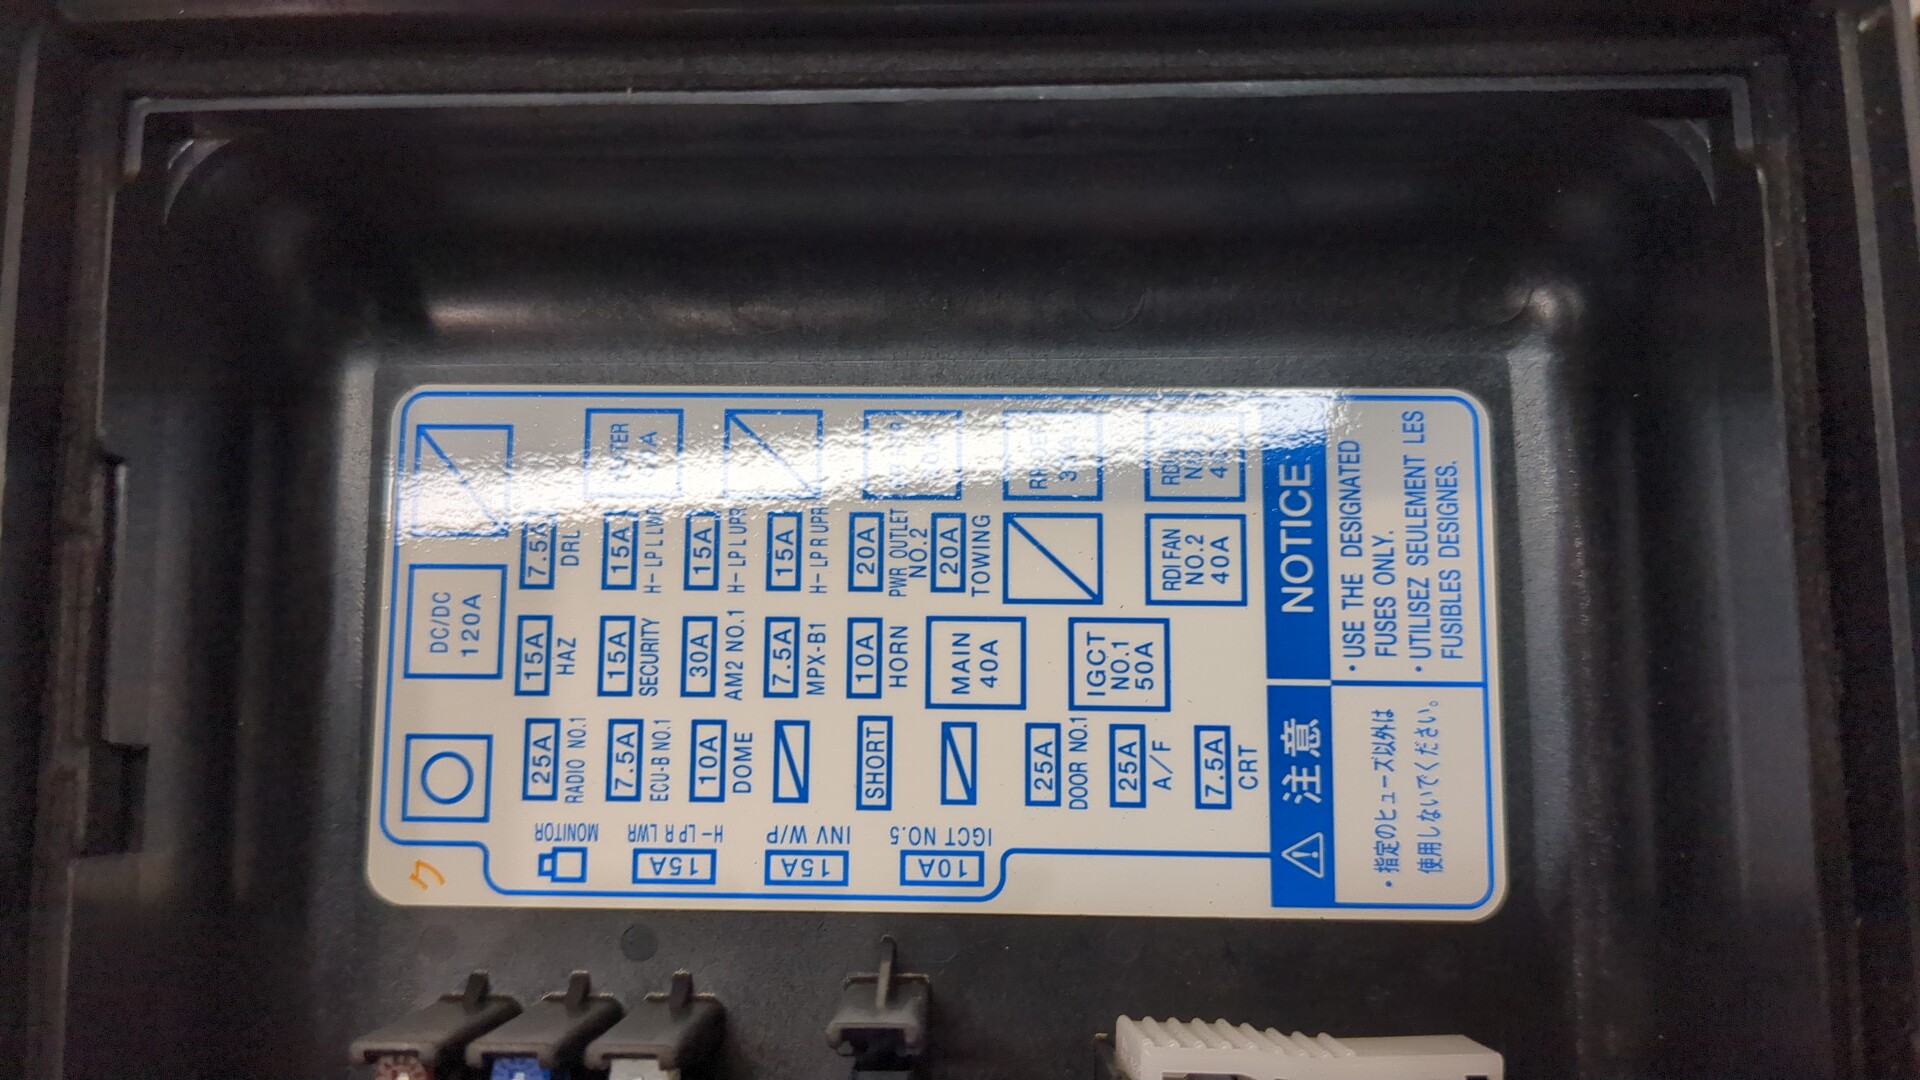 DC/DC
120A
7.5A
DRL
15A
H-LP L LWR
15A
H-LP L UPR
15A
H-LP R UPR
20A
PWR OUTLET
NO.2
20A
TOWING
RDI FAN
NO.2
40A
15A
HAZ
15A
SECURITY
30A
AM2 NO.1
7.5A
MPX-B1
10A
HORN
MAIN
40A
IGCT
NO.1
50A
25A
RADIO NO.1
7.5A
ECU-B NO.1
10A
DOME
SHORT
25A
DOOR NO.1
25A
A/F
7.5A
CRT
MONITOR
H-LP R LWR
15A
INV W/P
15A
IGCT NO.5
10A
NOTICE
・USE THE DESIGNATED
FUSES ONLY.
・UTILISEZ SEULEMENT LES
FUSIBLES DESIGNES.
注意
・指定のヒューズ以外は
使用しないでください。
ク